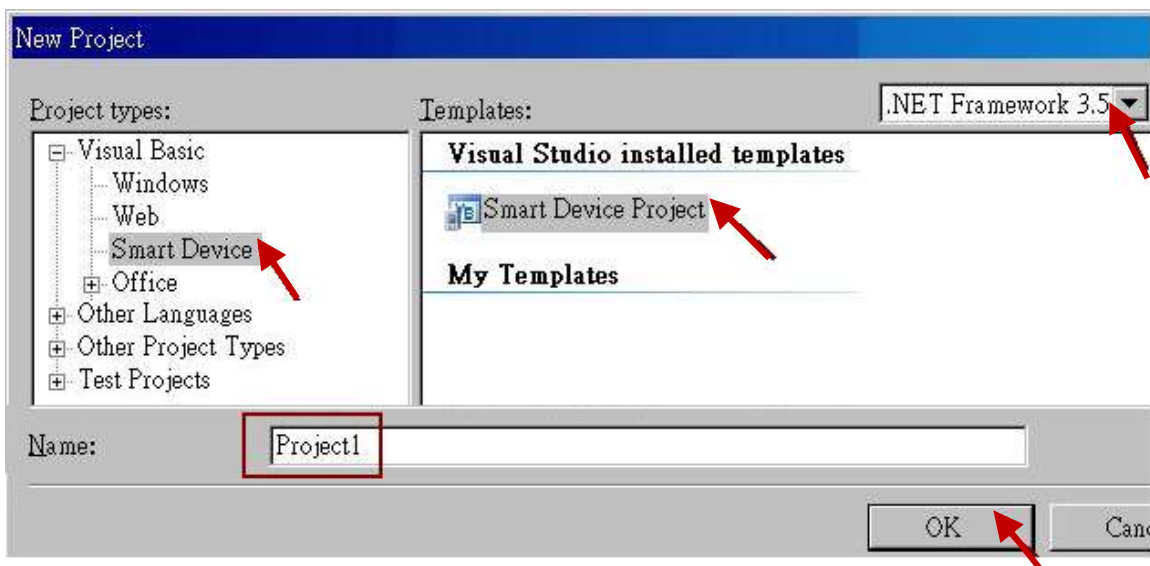 New Project
Project types:
Templates:
.NET Framework 3.5
Visual Basic
Windows
Web
Smart Device
Office
Other Languages
Other Project Types
Test Projects
Visual Studio installed templates
Smart Device Project
My Templates
Name:
Project1
OK